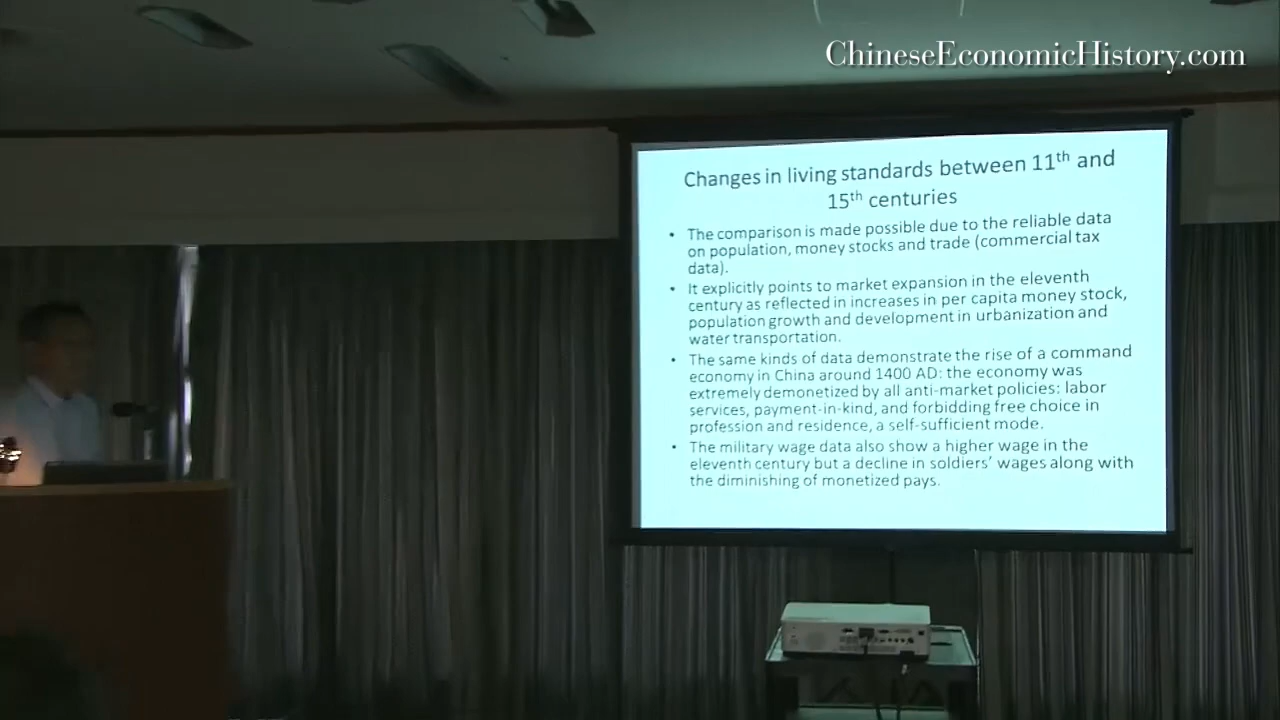 ChineseEconomicHistory.com
Changes in living standards between 11th and
15th centuries
• The comparison is made possible due to the reliable data
on population, money stocks and trade (commercial tax
data).
• It explicitly points to market expansion in the eleventh
century as reflected in increases in per capita money stock,
population growth and development in urbanization and
water transportation.
• The same kinds of data demonstrate the rise of a command
economy in China around 1400 AD: the economy was
extremely demonetized by all anti-market policies: labor
services, payment-in-kind, and forbidding free choice in
profession and residence, a self-sufficient mode.
• The military wage data also show a higher wage in the
eleventh century but a decline in soldiers' wages along with
the diminishing of monetized pays.